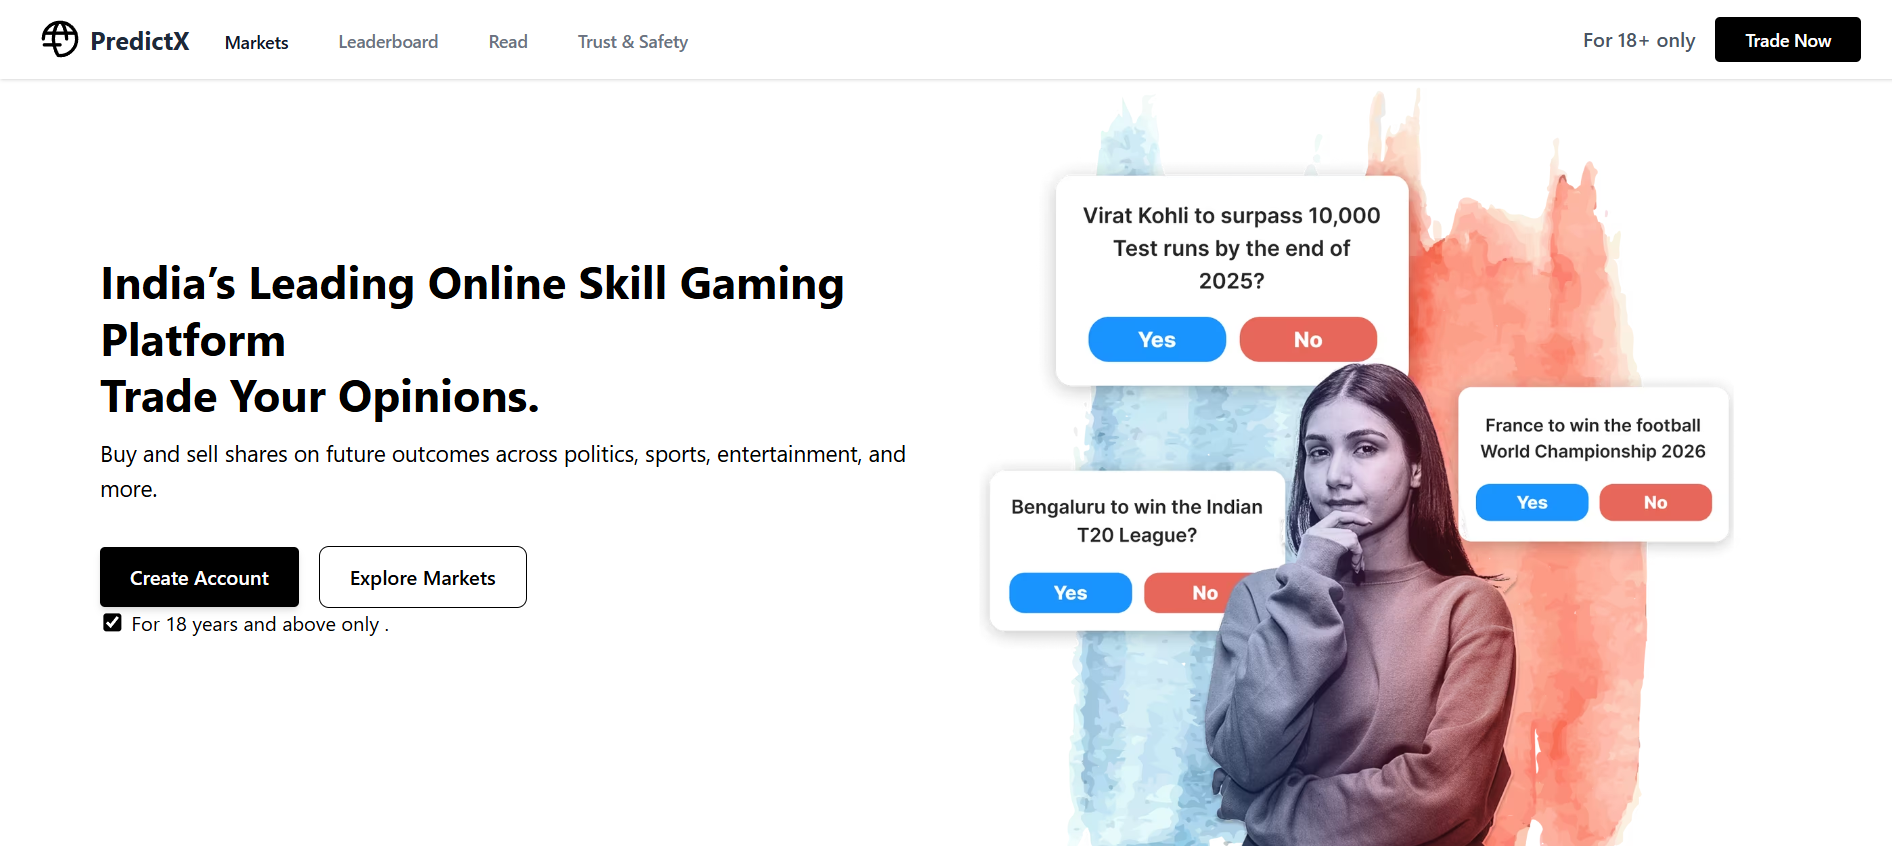 PredictX
Markets
Leaderboard
Read
Trust & Safety
For 18+ only
Trade Now
India’s Leading Online Skill Gaming
Platform
Trade Your Opinions.
Buy and sell shares on future outcomes across politics, sports, entertainment, and
more.
Create Account
Explore Markets
For 18 years and above only .
Virat Kohli to surpass 10,000
Test runs by the end of
2025?
Yes
No
France to win the football
World Championship 2026
Yes
No
Bengaluru to win the Indian
T20 League?
Yes
No